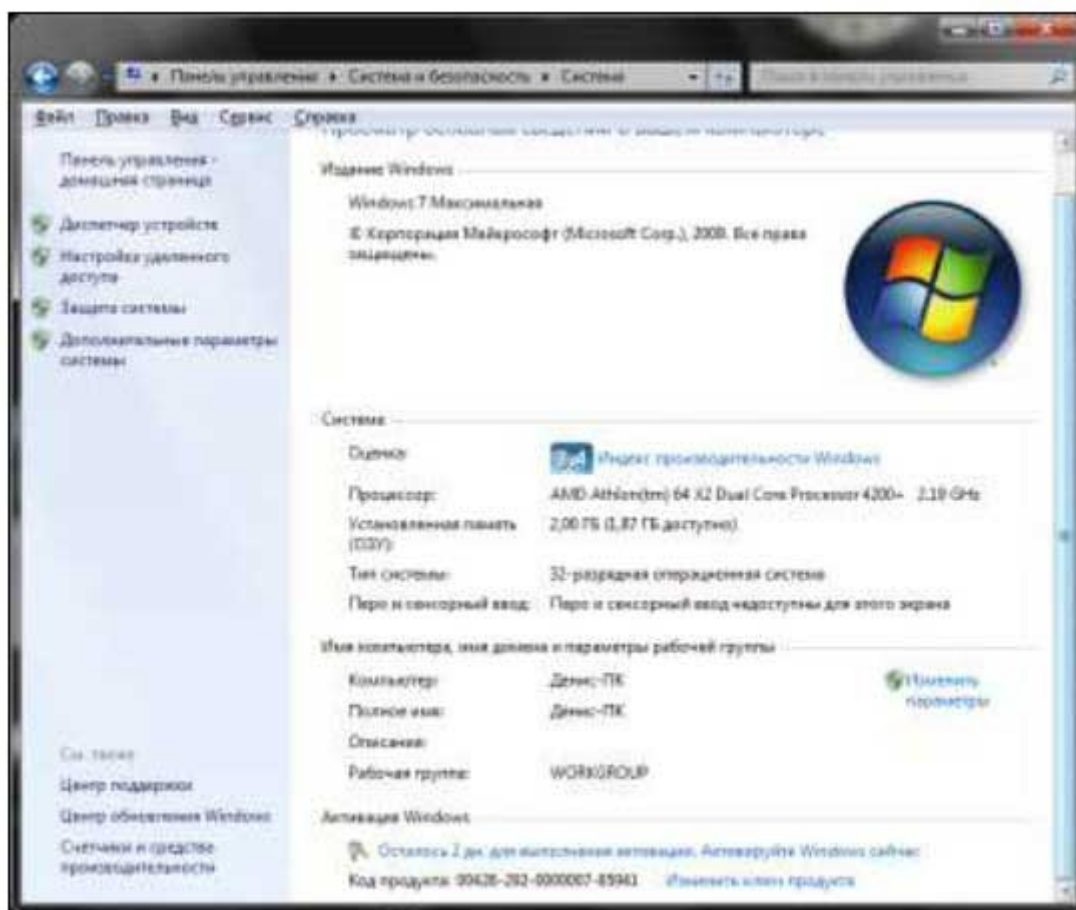 Панель управления ▸ Система и безопасность ▸ Система
Файл Правка Вид Сервис Справка
Просмотр основных сведений о вашем компьютере
Панель управления -
домашняя страница
Диспетчер устройств
Настройка удаленного
доступа
Защита системы
Дополнительные параметры
системы
См. также
Центр поддержки
Центр обновления Windows
Счетчики и средства
производительности
Издание Windows
Windows 7 Максимальная
© Корпорация Майкрософт (Microsoft Corp.), 2009. Все права
защищены.
Система
Оценка:
Индекс производительности Windows
Процессор: AMD Athlon(tm) 64 X2 Dual Core Processor 4200+ GHz
Установленная память
(ОЗУ):
2,00 ГБ (1,87 ГБ доступно)
Тип системы: 32-разрядная операционная система
Перо и сенсорный ввод: Перо и сенсорный ввод недоступны для этого экрана
Имя компьютера, имя домена и параметры рабочей группы
Компьютер: Денис-ПК
Изменить
параметры
Полное имя: Денис-ПК
Описание:
Рабочая группа: WORKGROUP
Активация Windows
Осталось 2 дн. для выполнения активации. Активируйте Windows сейчас
Код продукта: Изменить ключ продукта